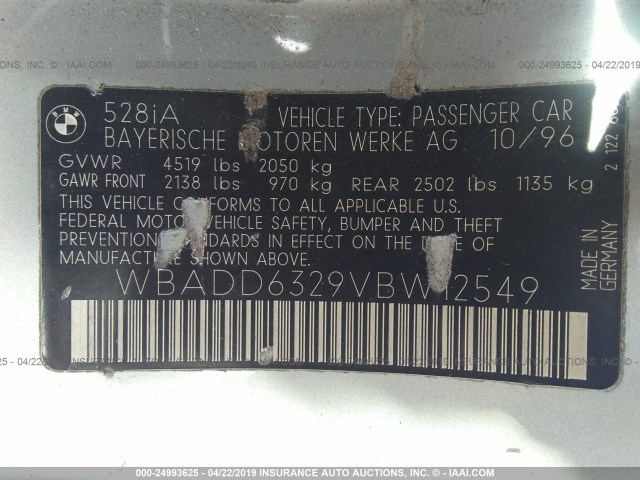 528iA VEHICLE TYPE: PASSENGER CAR
BAYERISCHE MOTOREN WERKE AG 10/96
GVWR 4519 lbs 2050 kg
GAWR FRONT 2138 lbs 970 kg REAR 2502 lbs 1135 kg
THIS VEHICLE CONFORMS TO ALL APPLICABLE U.S.
FEDERAL MOTOR VEHICLE SAFETY, BUMPER AND THEFT
PREVENTION STANDARDS IN EFFECT ON THE DATE OF
MANUFACTURE SHOWN ABOVE.
WBADD6329VBW12549
BMW
2 122
MADE IN
GERMANY
000-24993625 - 04/22/2019 INSURANCE AUTO AUCTIONS, INC. - IAAI.COM